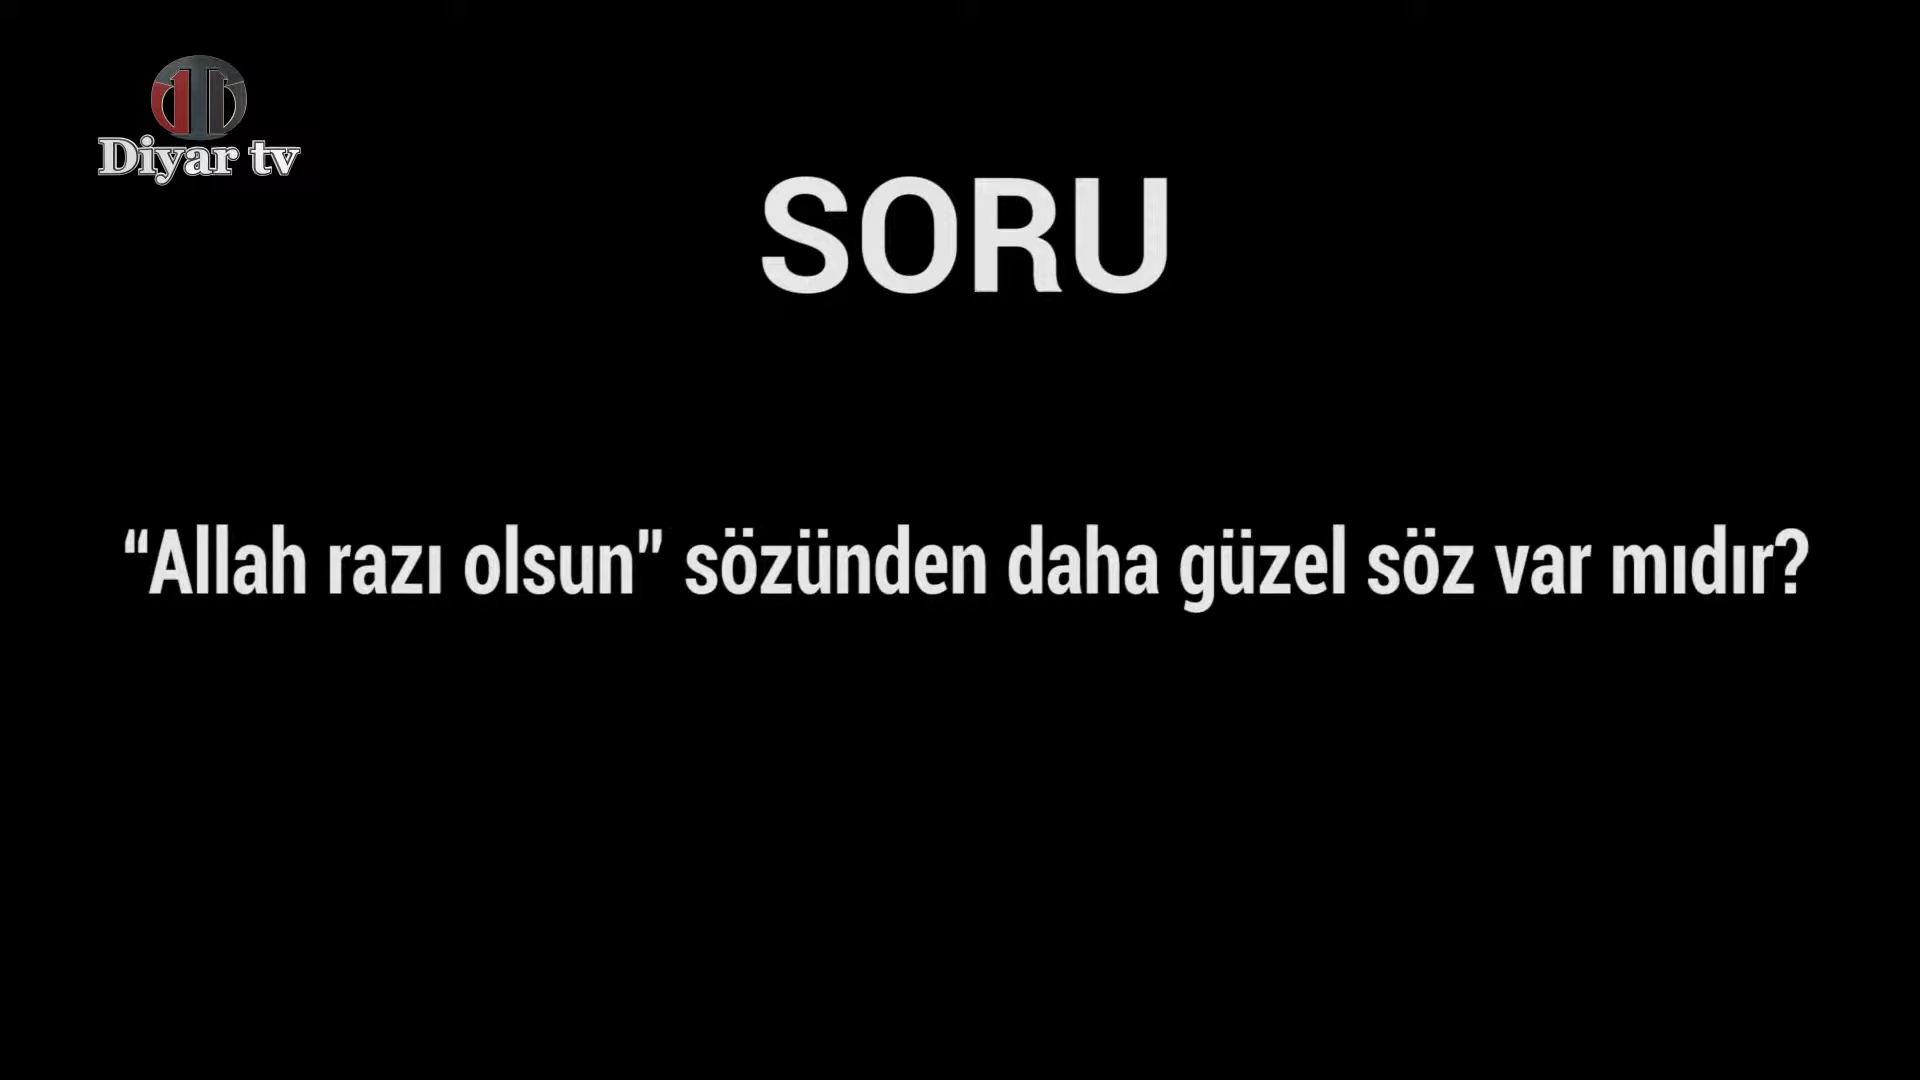 Diyar tv
SORU
“Allah razı olsun” sözünden daha güzel söz var mıdır?